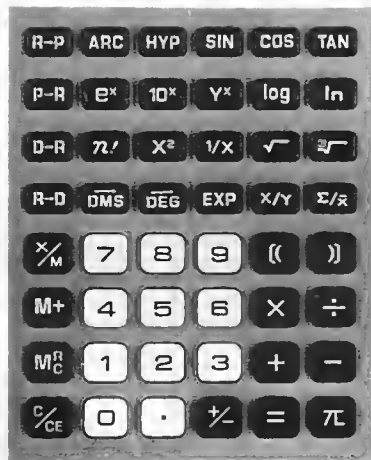 R→P ARC HYP SIN COS TAN
P→R eˣ 10ˣ Yˣ log ln
D→R n! X² 1/X √‾ ∛‾
R→D DMS DEG EXP X/Y Σ/x̄
X/M 7 8 9 (( ))
M+ 4 5 6 × ÷
MRC 1 2 3 + −
C/CE 0 · +/− = π